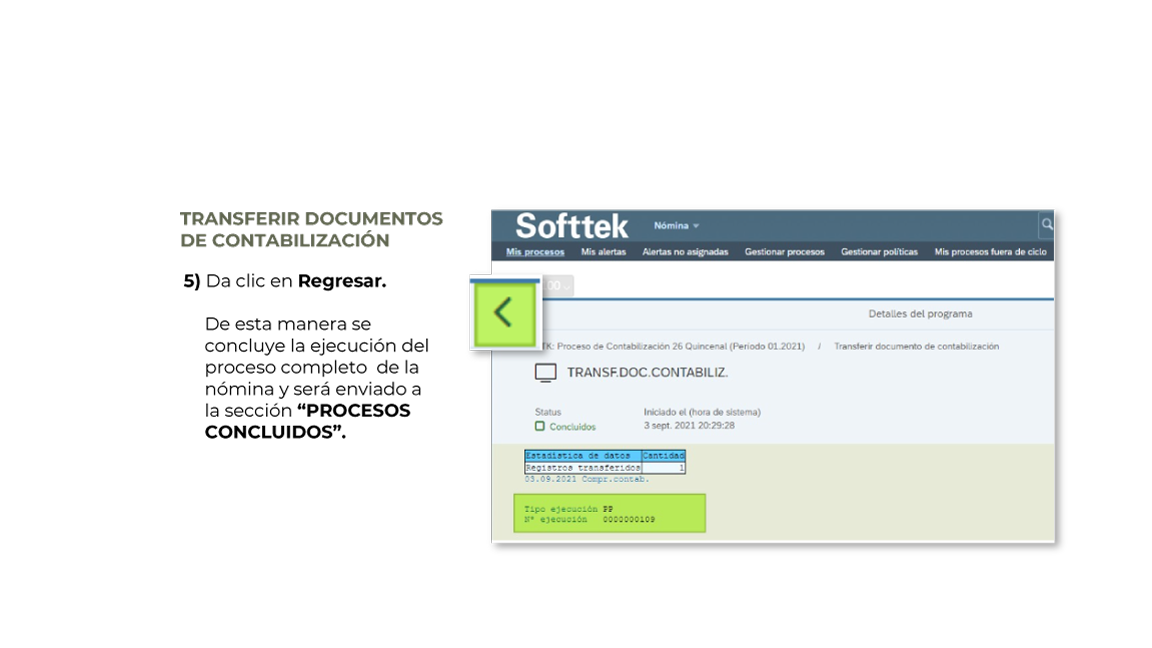 TRANSFERIR DOCUMENTOS
DE CONTABILIZACIÓN
5) Da clic en Regresar.
De esta manera se
concluye la ejecución del
proceso completo de la
nómina y será enviado a
la sección “PROCESOS
CONCLUIDOS”.
Softtek Nómina
Mis procesos Mis alertas Alertas no asignadas Gestionar procesos Gestionar políticas Mis procesos fuera de ciclo
.00
Detalles del programa
TK: Proceso de Contabilización 26 Quincenal (Período 01.2021) / Transferir documento de contabilización
TRANSF.DOC.CONTABILIZ.
Status Iniciado el (hora de sistema)
Concluidos 3 sept. 2021 20:29:28
Estadística de datos Cantidad
Registros transferidos 1
03.09.2021 Compr.contab.
Tipo ejecución PP
Nº ejecución 0000000109